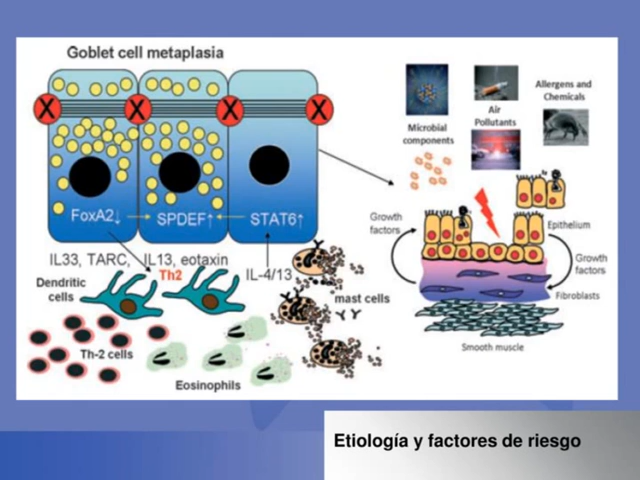 Goblet cell metaplasia
X X X X
FoxA2↓ → SPDEF↑ ← STAT6↑
IL33, TARC, IL13, eotaxin
Th2
IL-4/13
Dendritic
cells
mast cells
Th-2 cells
Eosinophils
Microbial
components
Air
Pollutants
Allergens and
Chemicals
Growth
factors
Epithelium
Growth
factors
Fibroblasts
Smooth muscle
Etiología y factores de riesgo